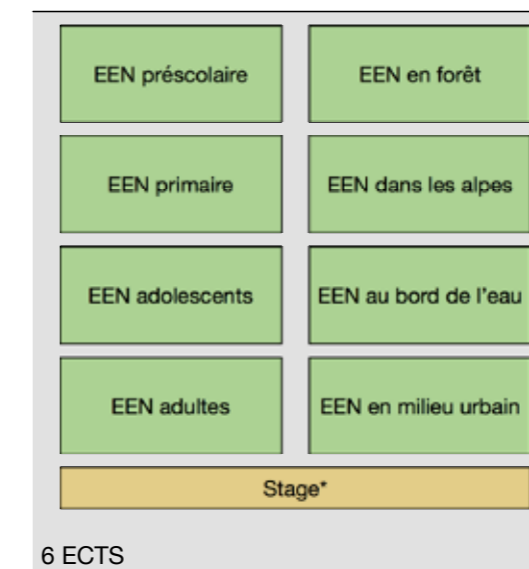 EEN préscolaire
EEN en forêt
EEN primaire
EEN dans les alpes
EEN adolescents
EEN au bord de l'eau
EEN adultes
EEN en milieu urbain
Stage*
6 ECTS